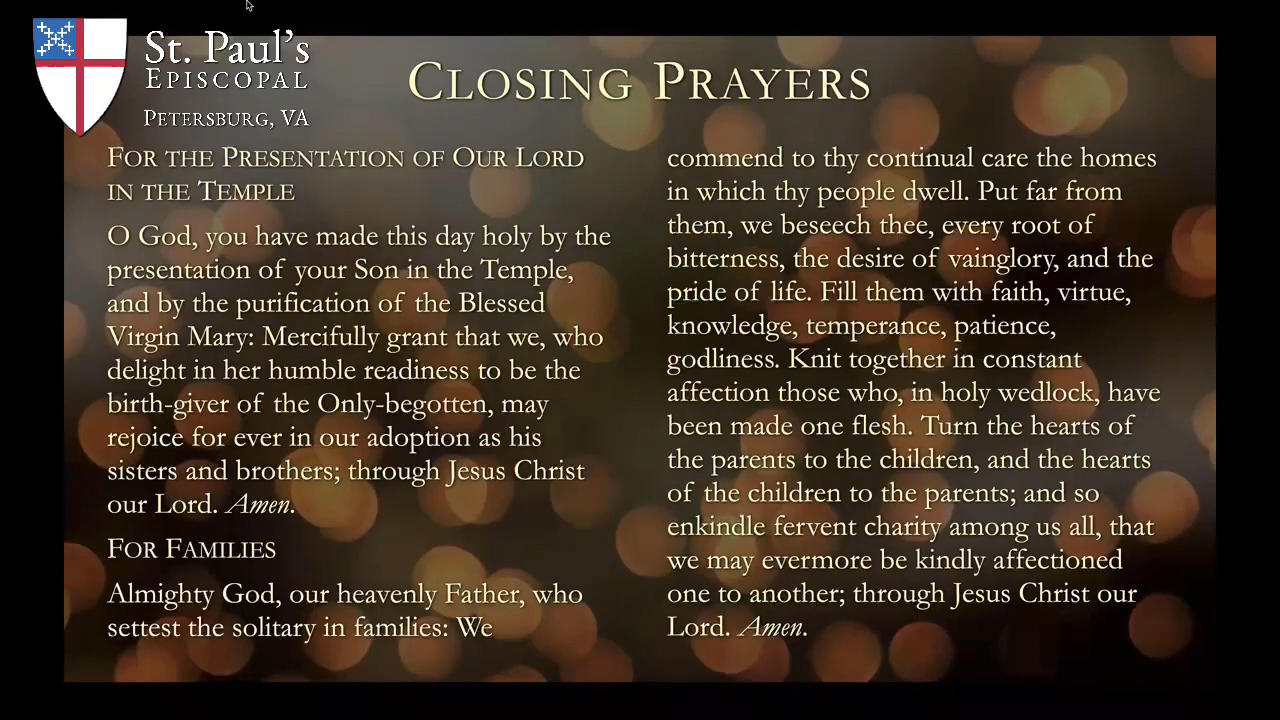 St. Paul's
Episcopal
Petersburg, VA
Closing Prayers
For the Presentation of Our Lord
in the Temple
O God, you have made this day holy by the
presentation of your Son in the Temple,
and by the purification of the Blessed
Virgin Mary: Mercifully grant that we, who
delight in her humble readiness to be the
birth-giver of the Only-begotten, may
rejoice for ever in our adoption as his
sisters and brothers; through Jesus Christ
our Lord. Amen.
For Families
Almighty God, our heavenly Father, who
settest the solitary in families: We
commend to thy continual care the homes
in which thy people dwell. Put far from
them, we beseech thee, every root of
bitterness, the desire of vainglory, and the
pride of life. Fill them with faith, virtue,
knowledge, temperance, patience,
godliness. Knit together in constant
affection those who, in holy wedlock, have
been made one flesh. Turn the hearts of
the parents to the children, and the hearts
of the children to the parents; and so
enkindle fervent charity among us all, that
we may evermore be kindly affectioned
one to another; through Jesus Christ our
Lord. Amen.